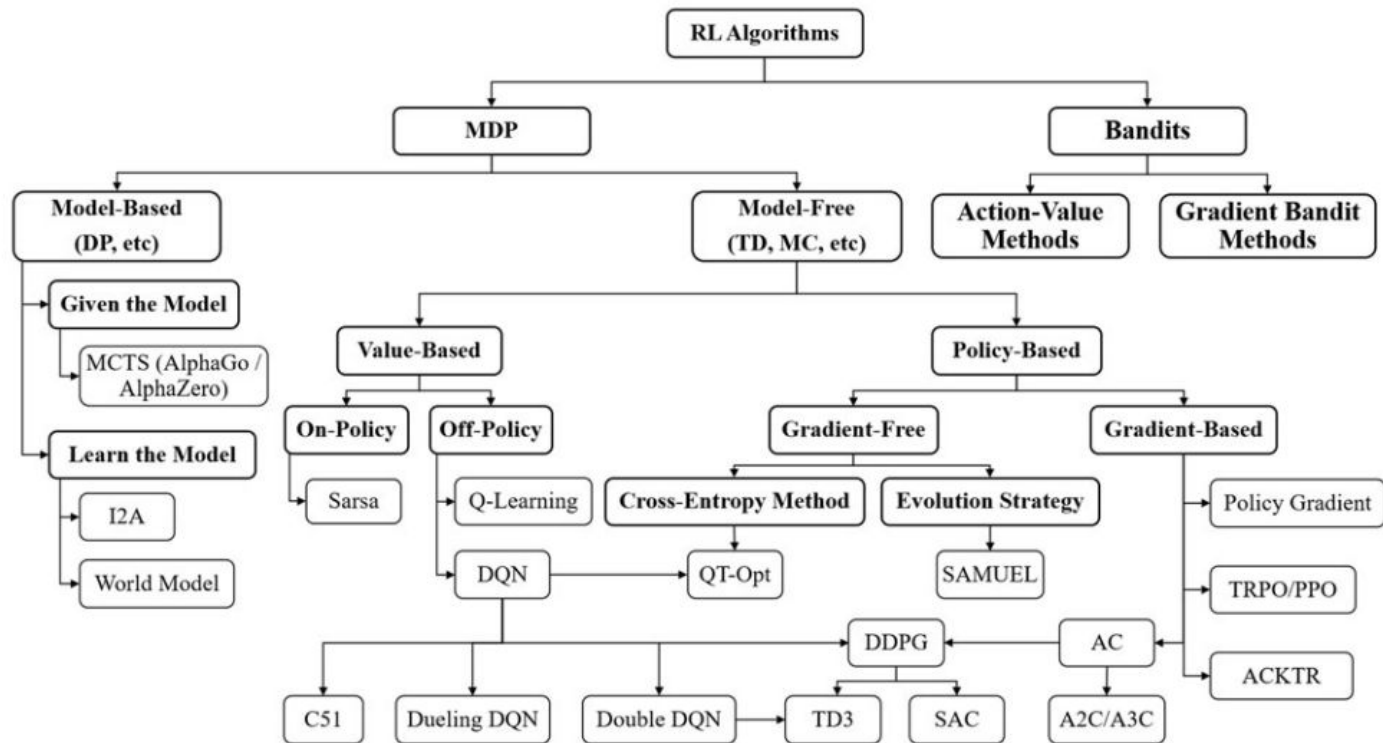 RL Algorithms
MDP
Bandits
Model-Based
(DP, etc)
Model-Free
(TD, MC, etc)
Action-Value
Methods
Gradient Bandit
Methods
Given the Model
MCTS (AlphaGo /
AlphaZero)
Learn the Model
I2A
World Model
Value-Based
Policy-Based
On-Policy
Off-Policy
Gradient-Free
Gradient-Based
Sarsa
Q-Learning
Cross-Entropy Method
Evolution Strategy
Policy Gradient
DQN
QT-Opt
SAMUEL
TRPO/PPO
DDPG
AC
ACKTR
C51
Dueling DQN
Double DQN
TD3
SAC
A2C/A3C